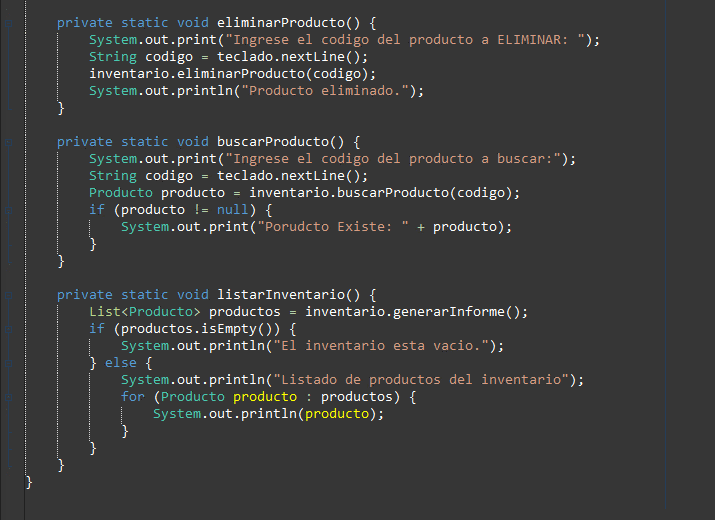 private static void eliminarProducto() {
System.out.print("Ingrese el codigo del producto a ELIMINAR: ");
String codigo = teclado.nextLine();
inventario.eliminarProducto(codigo);
System.out.println("Producto eliminado.");
}
private static void buscarProducto() {
System.out.print("Ingrese el codigo del producto a buscar:");
String codigo = teclado.nextLine();
Producto producto = inventario.buscarProducto(codigo);
if (producto != null) {
System.out.print("Porudcto Existe: " + producto);
}
}
private static void listarInventario() {
List<Producto> productos = inventario.generarInforme();
if (productos.isEmpty()) {
System.out.println("El inventario esta vacio.");
} else {
System.out.println("Listado de productos del inventario");
for (Producto producto : productos) {
System.out.println(producto);
}
}
}
}